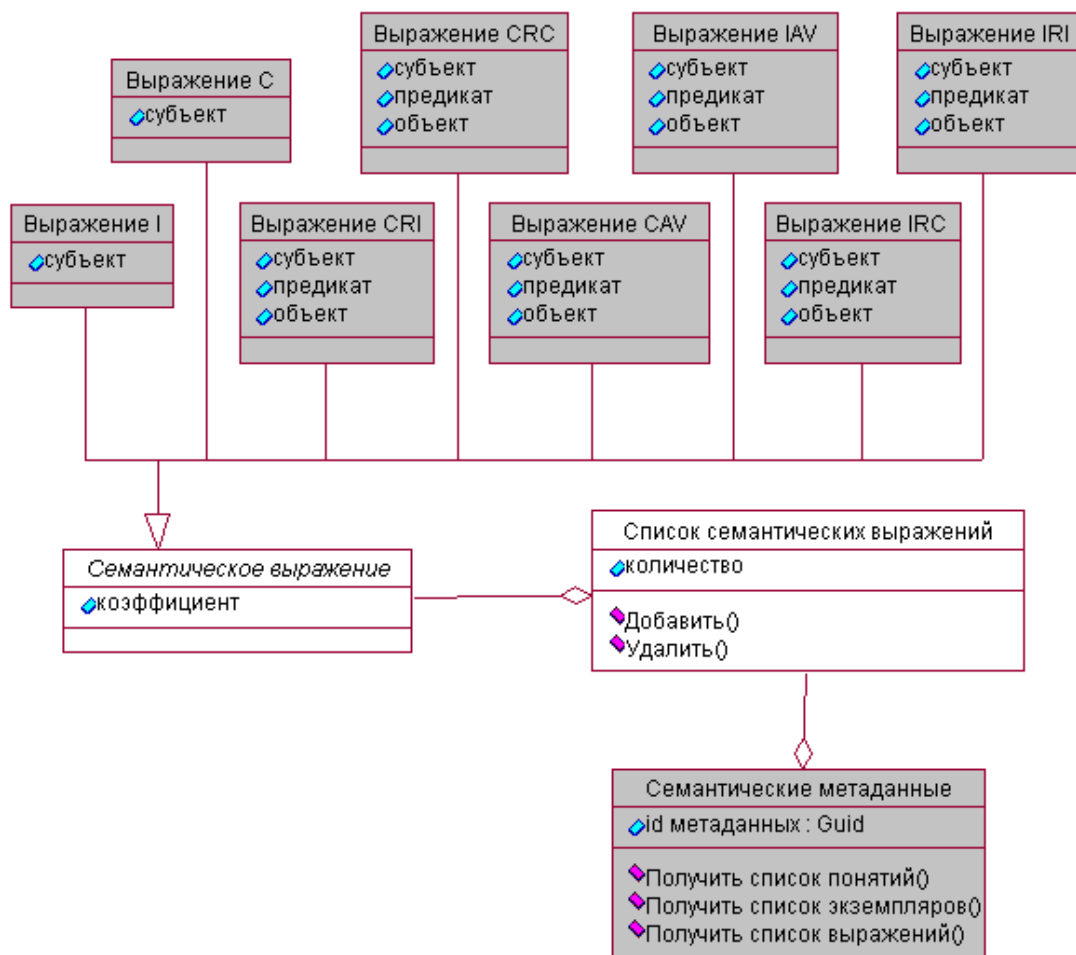 Выражение CRC
субъект
предикат
объект
Выражение IAV
субъект
предикат
объект
Выражение IRI
субъект
предикат
объект
Выражение C
субъект
Выражение I
субъект
Выражение CRI
субъект
предикат
объект
Выражение CAV
субъект
предикат
объект
Выражение IRC
субъект
предикат
объект
Семантическое выражение
коэффициент
Список семантических выражений
количество
Добавить()
Удалить()
Семантические метаданные
id метаданных : Guid
Получить список понятий()
Получить список экземпляров()
Получить список выражений()